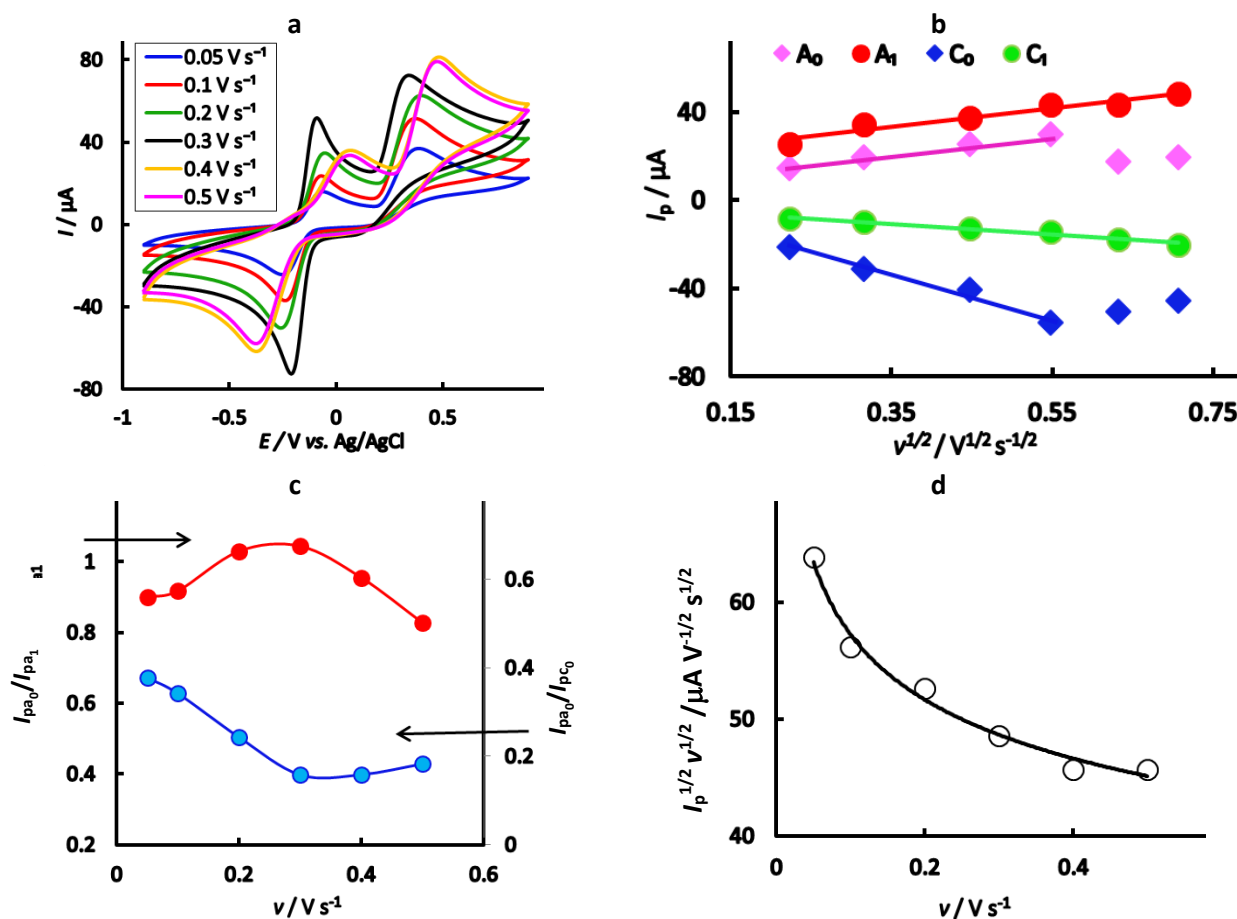 a
0.05 V s⁻¹
0.1 V s⁻¹
0.2 V s⁻¹
0.3 V s⁻¹
0.4 V s⁻¹
0.5 V s⁻¹
80
40
0
-40
-80
I / µA
-1
-0.5
0
0.5
E / V vs. Ag/AgCl
b
A₀
A₁
C₀
C₁
40
0
-40
-80
Iₚ / µA
0.15
0.35
0.55
0.75
v^1/2 / V^1/2 s^-1/2
c
1
0.8
0.6
0.4
0.2
a1
I_pa₀/I_pa₁
0.6
0.4
0.2
0
I_pa₀/I_pc₀
0
0.2
0.4
0.6
v / V s⁻¹
d
60
50
40
I_p^1/2 v^1/2 /µA V^-1/2 s^1/2
0
0.2
0.4
v / V s⁻¹